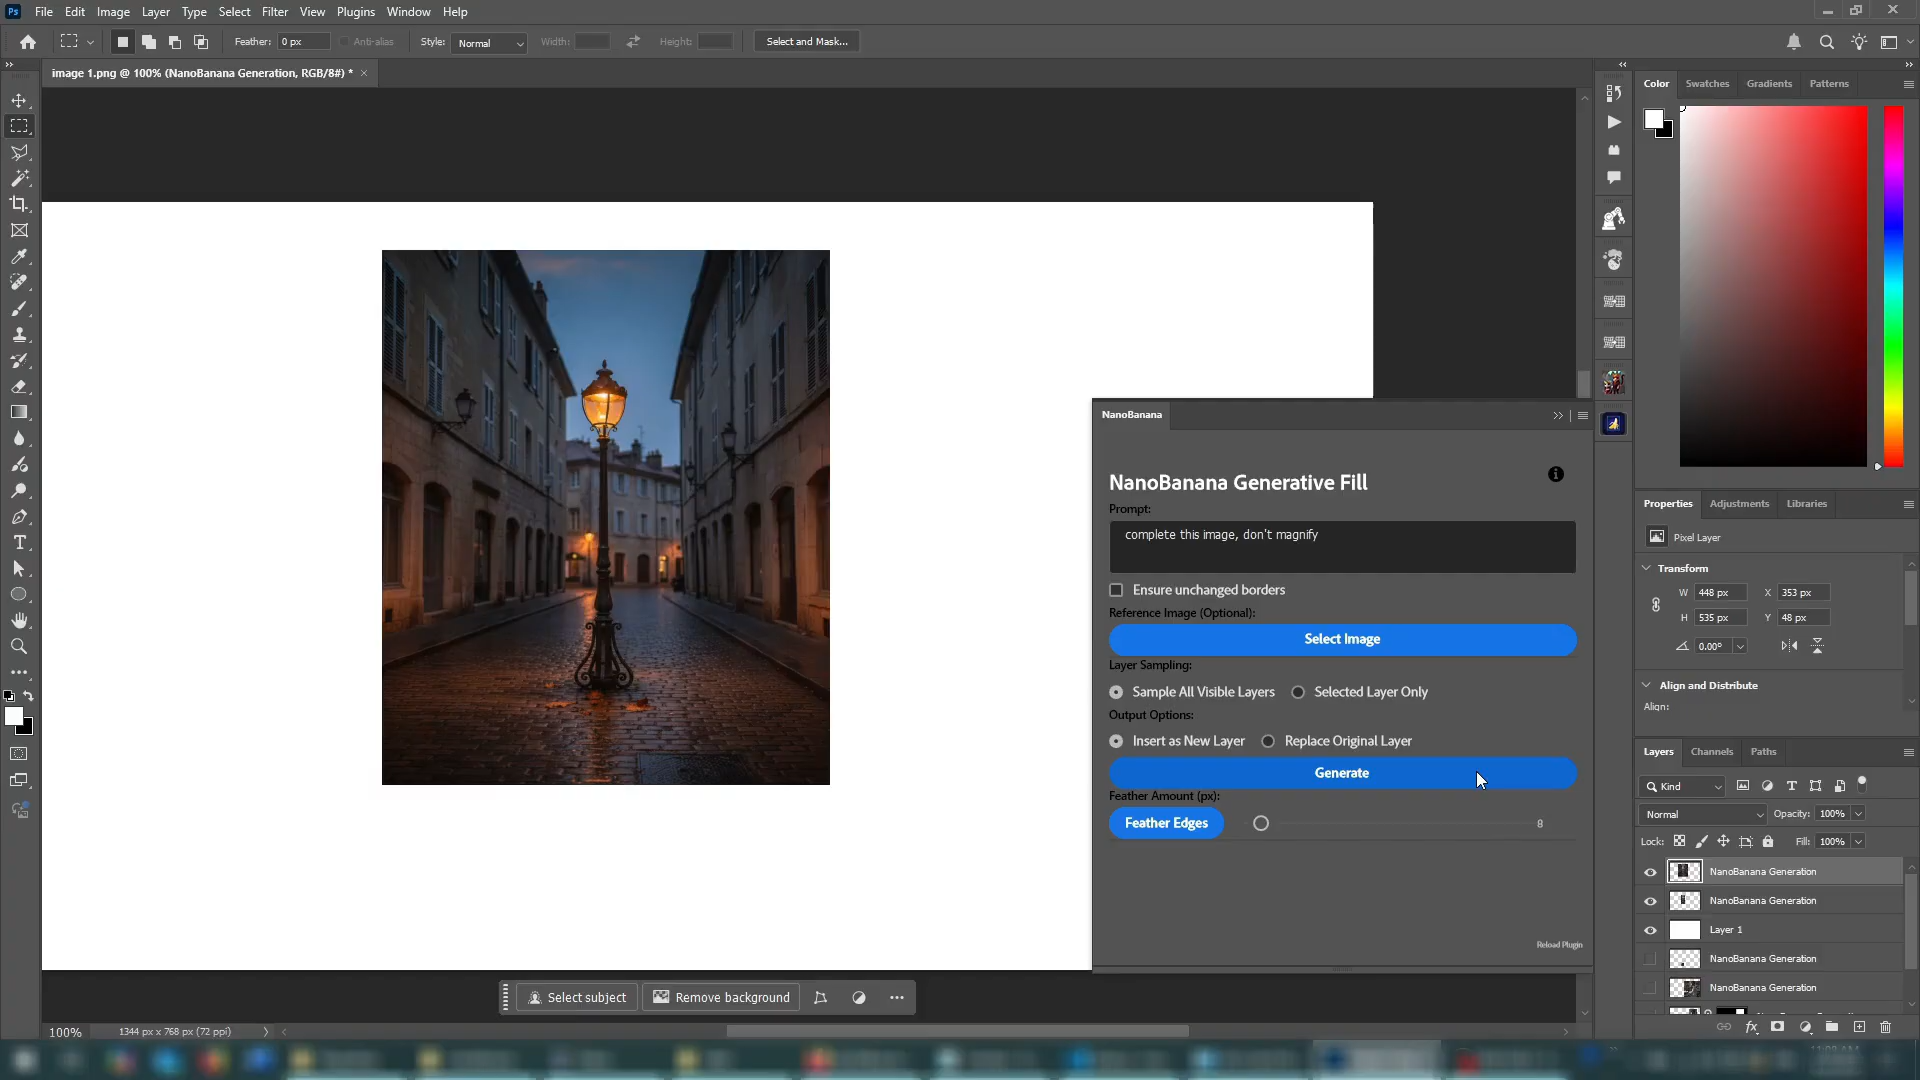 Ps File Edit Image Layer Type Select Filter View Plugins Window Help
Feather: 0 px Anti-alias Style: Normal Width: Height: Select and Mask...
image 1.png @ 100% (NanoBanana Generation, RGB/8#) * ×
Color Swatches Gradients Patterns
NanoBanana
NanoBanana Generative Fill
Prompt:
complete this image, don't magnify
Ensure unchanged borders
Reference Image (Optional):
Select Image
Layer Sampling:
Sample All Visible Layers Selected Layer Only
Output Options:
Insert as New Layer Replace Original Layer
Generate
Feather Amount (px):
Feather Edges 8
Reload Plugin
Properties Adjustments Libraries
Pixel Layer
Transform
W 448 px X 353 px
H 535 px Y 48 px
0.00°
Align and Distribute
Align:
Layers Channels Paths
Kind
Normal Opacity: 100%
Lock: Fill: 100%
NanoBanana Generation
NanoBanana Generation
Layer 1
NanoBanana Generation
NanoBanana Generation
Select subject Remove background
100% 1344 px x 768 px (72 ppi)